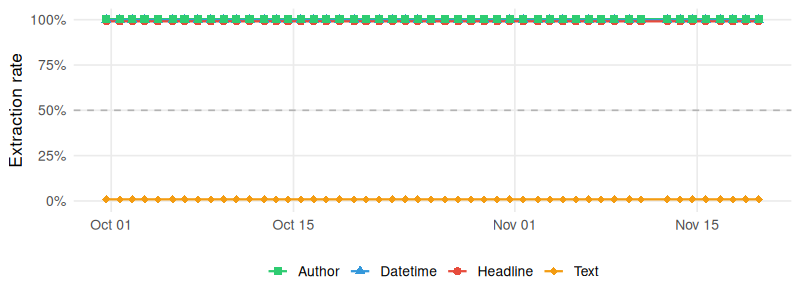 Extraction rate
100%
75%
50%
25%
0%
Oct 01 Oct 15 Nov 01 Nov 15
Author Datetime Headline Text